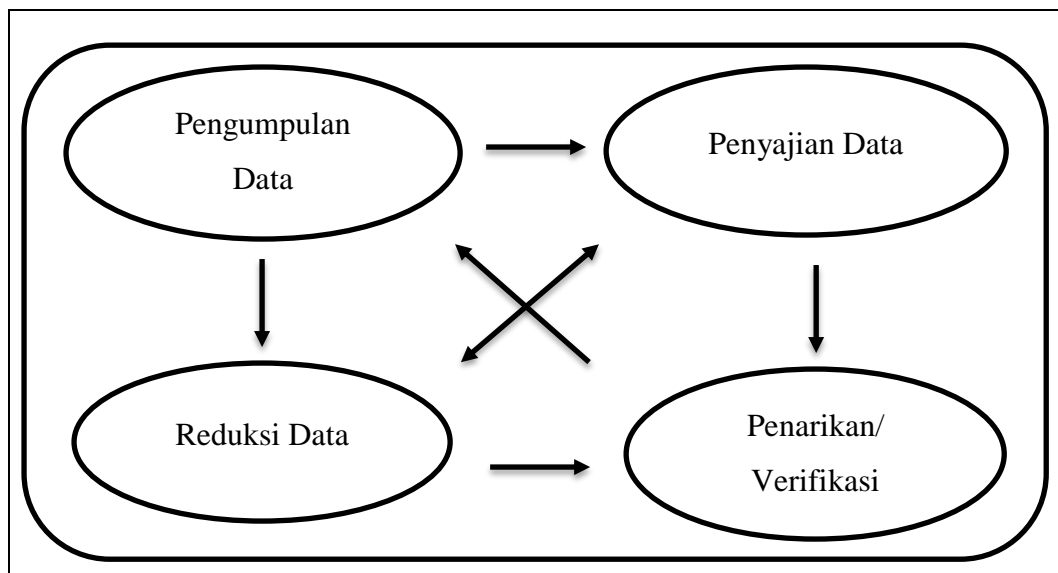 Pengumpulan
Data
Penyajian Data
Reduksi Data
Penarikan/
Verifikasi